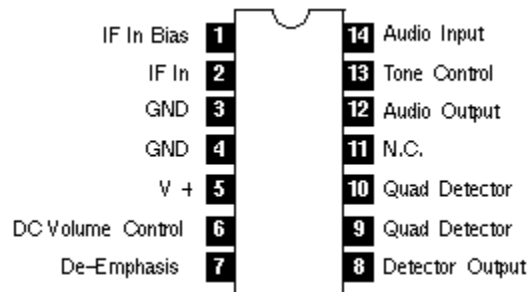 IF In Bias 1 14 Audio Input
IF In 2 13 Tone Control
GND 3 12 Audio Output
GND 4 11 N.C.
V + 5 10 Quad Detector
DC Volume Control 6 9 Quad Detector
De-Emphasis 7 8 Detector Output